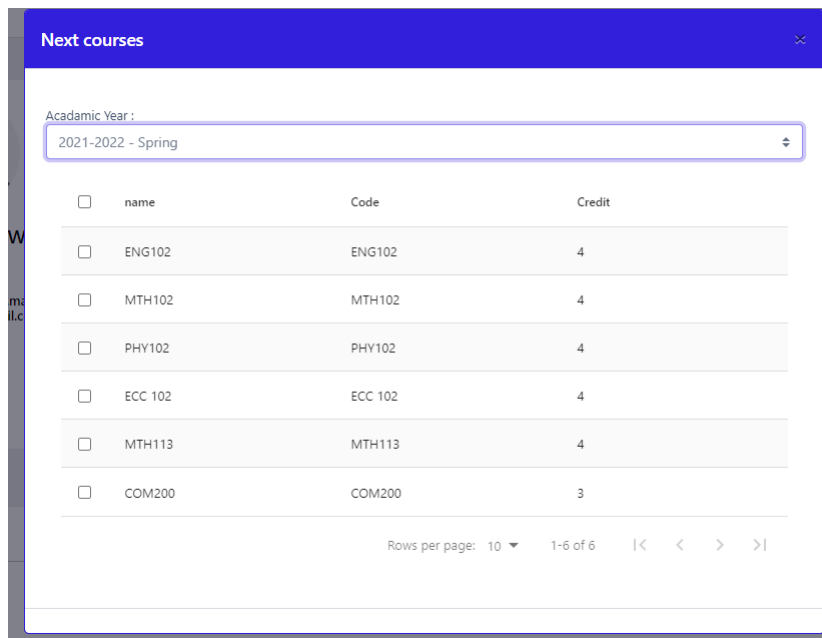 Next courses
Acadamic Year :
2021-2022 - Spring
name Code Credit
ENG102 ENG102 4
MTH102 MTH102 4
PHY102 PHY102 4
ECC 102 ECC 102 4
MTH113 MTH113 4
COM200 COM200 3
Rows per page: 10 1-6 of 6